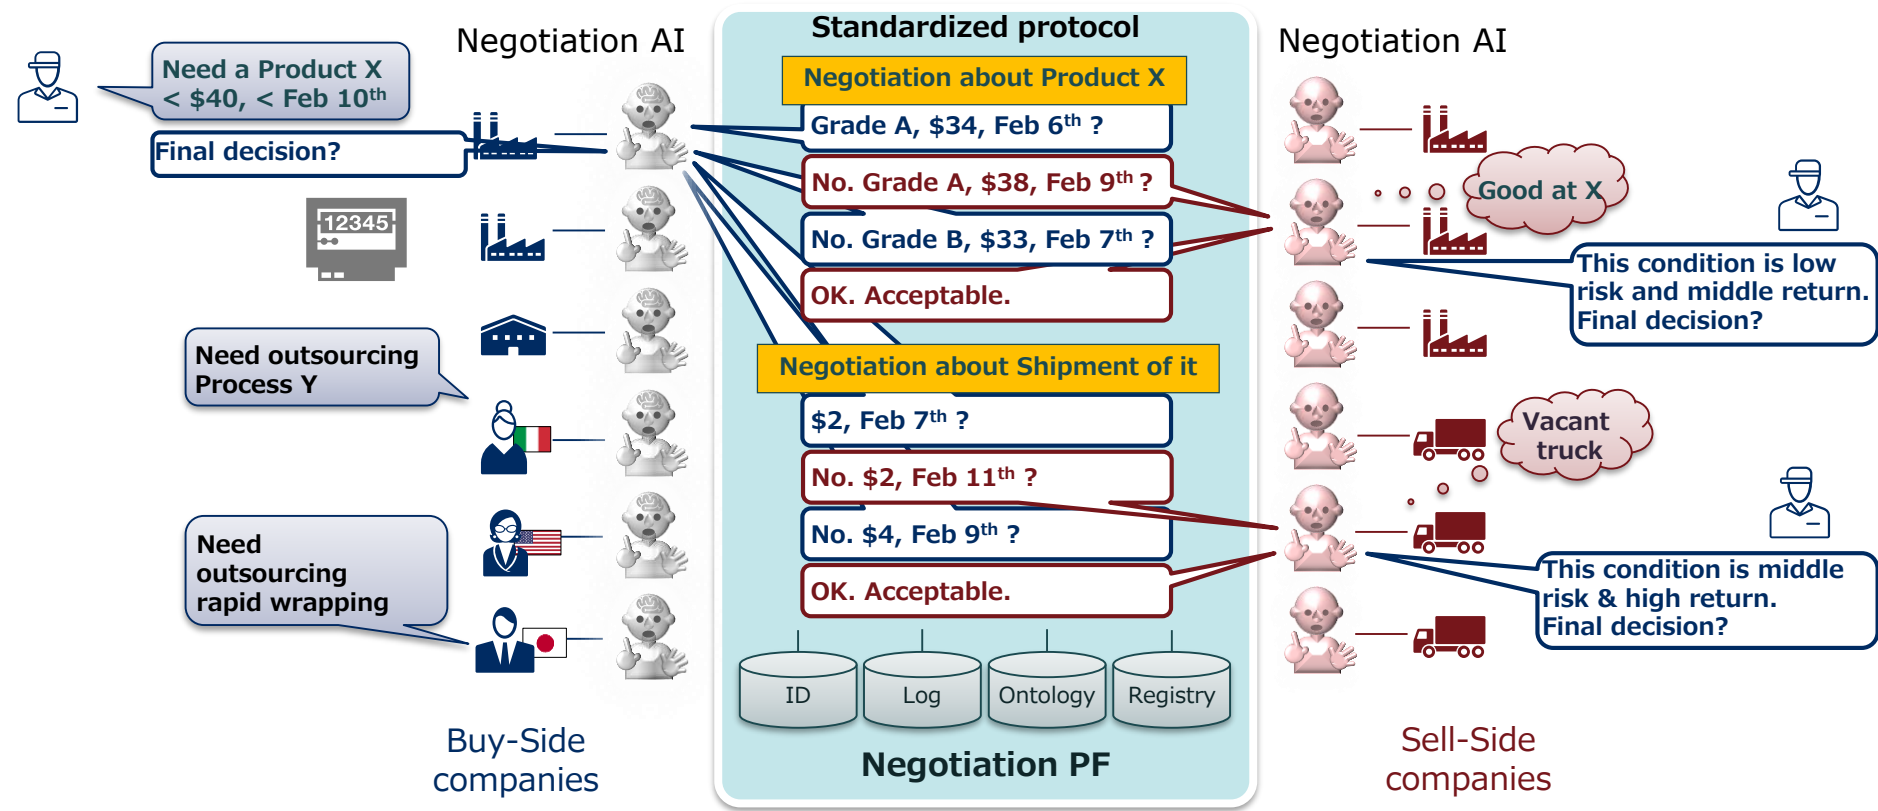 Negotiation AI
Standardized protocol
Negotiation AI
Need a Product X
< $40, < Feb 10th
Final decision?
12345
Need outsourcing
Process Y
Need
outsourcing
rapid wrapping
Negotiation about Product X
Grade A, $34, Feb 6th ?
No. Grade A, $38, Feb 9th ?
No. Grade B, $33, Feb 7th ?
OK. Acceptable.
Negotiation about Shipment of it
$2, Feb 7th ?
No. $2, Feb 11th ?
No. $4, Feb 9th ?
OK. Acceptable.
ID
Log
Ontology
Registry
Negotiation PF
Good at X
This condition is low
risk and middle return.
Final decision?
Vacant
truck
This condition is middle
risk & high return.
Final decision?
Buy-Side
companies
Sell-Side
companies